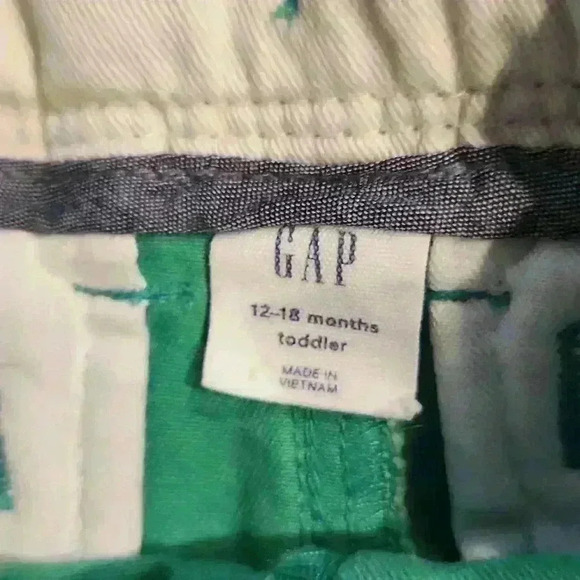 GAP
12-18 months
toddler
MADE IN
VIETNAM